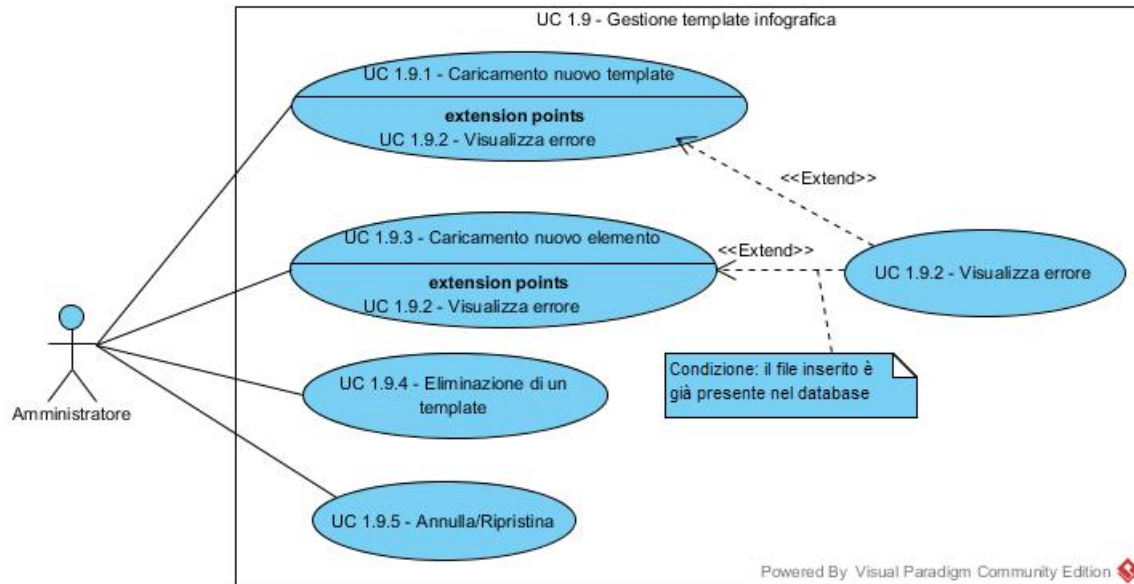 UC 1.9 - Gestione template infografica
UC 1.9.1 - Caricamento nuovo template
extension points
UC 1.9.2 - Visualizza errore
<<Extend>>
UC 1.9.3 - Caricamento nuovo elemento
extension points
UC 1.9.2 - Visualizza errore
<<Extend>>
UC 1.9.2 - Visualizza errore
Condizione: il file inserito è
già presente nel database
Amministratore
UC 1.9.4 - Eliminazione di un
template
UC 1.9.5 - Annulla/Ripristina
Powered By Visual Paradigm Community Edition